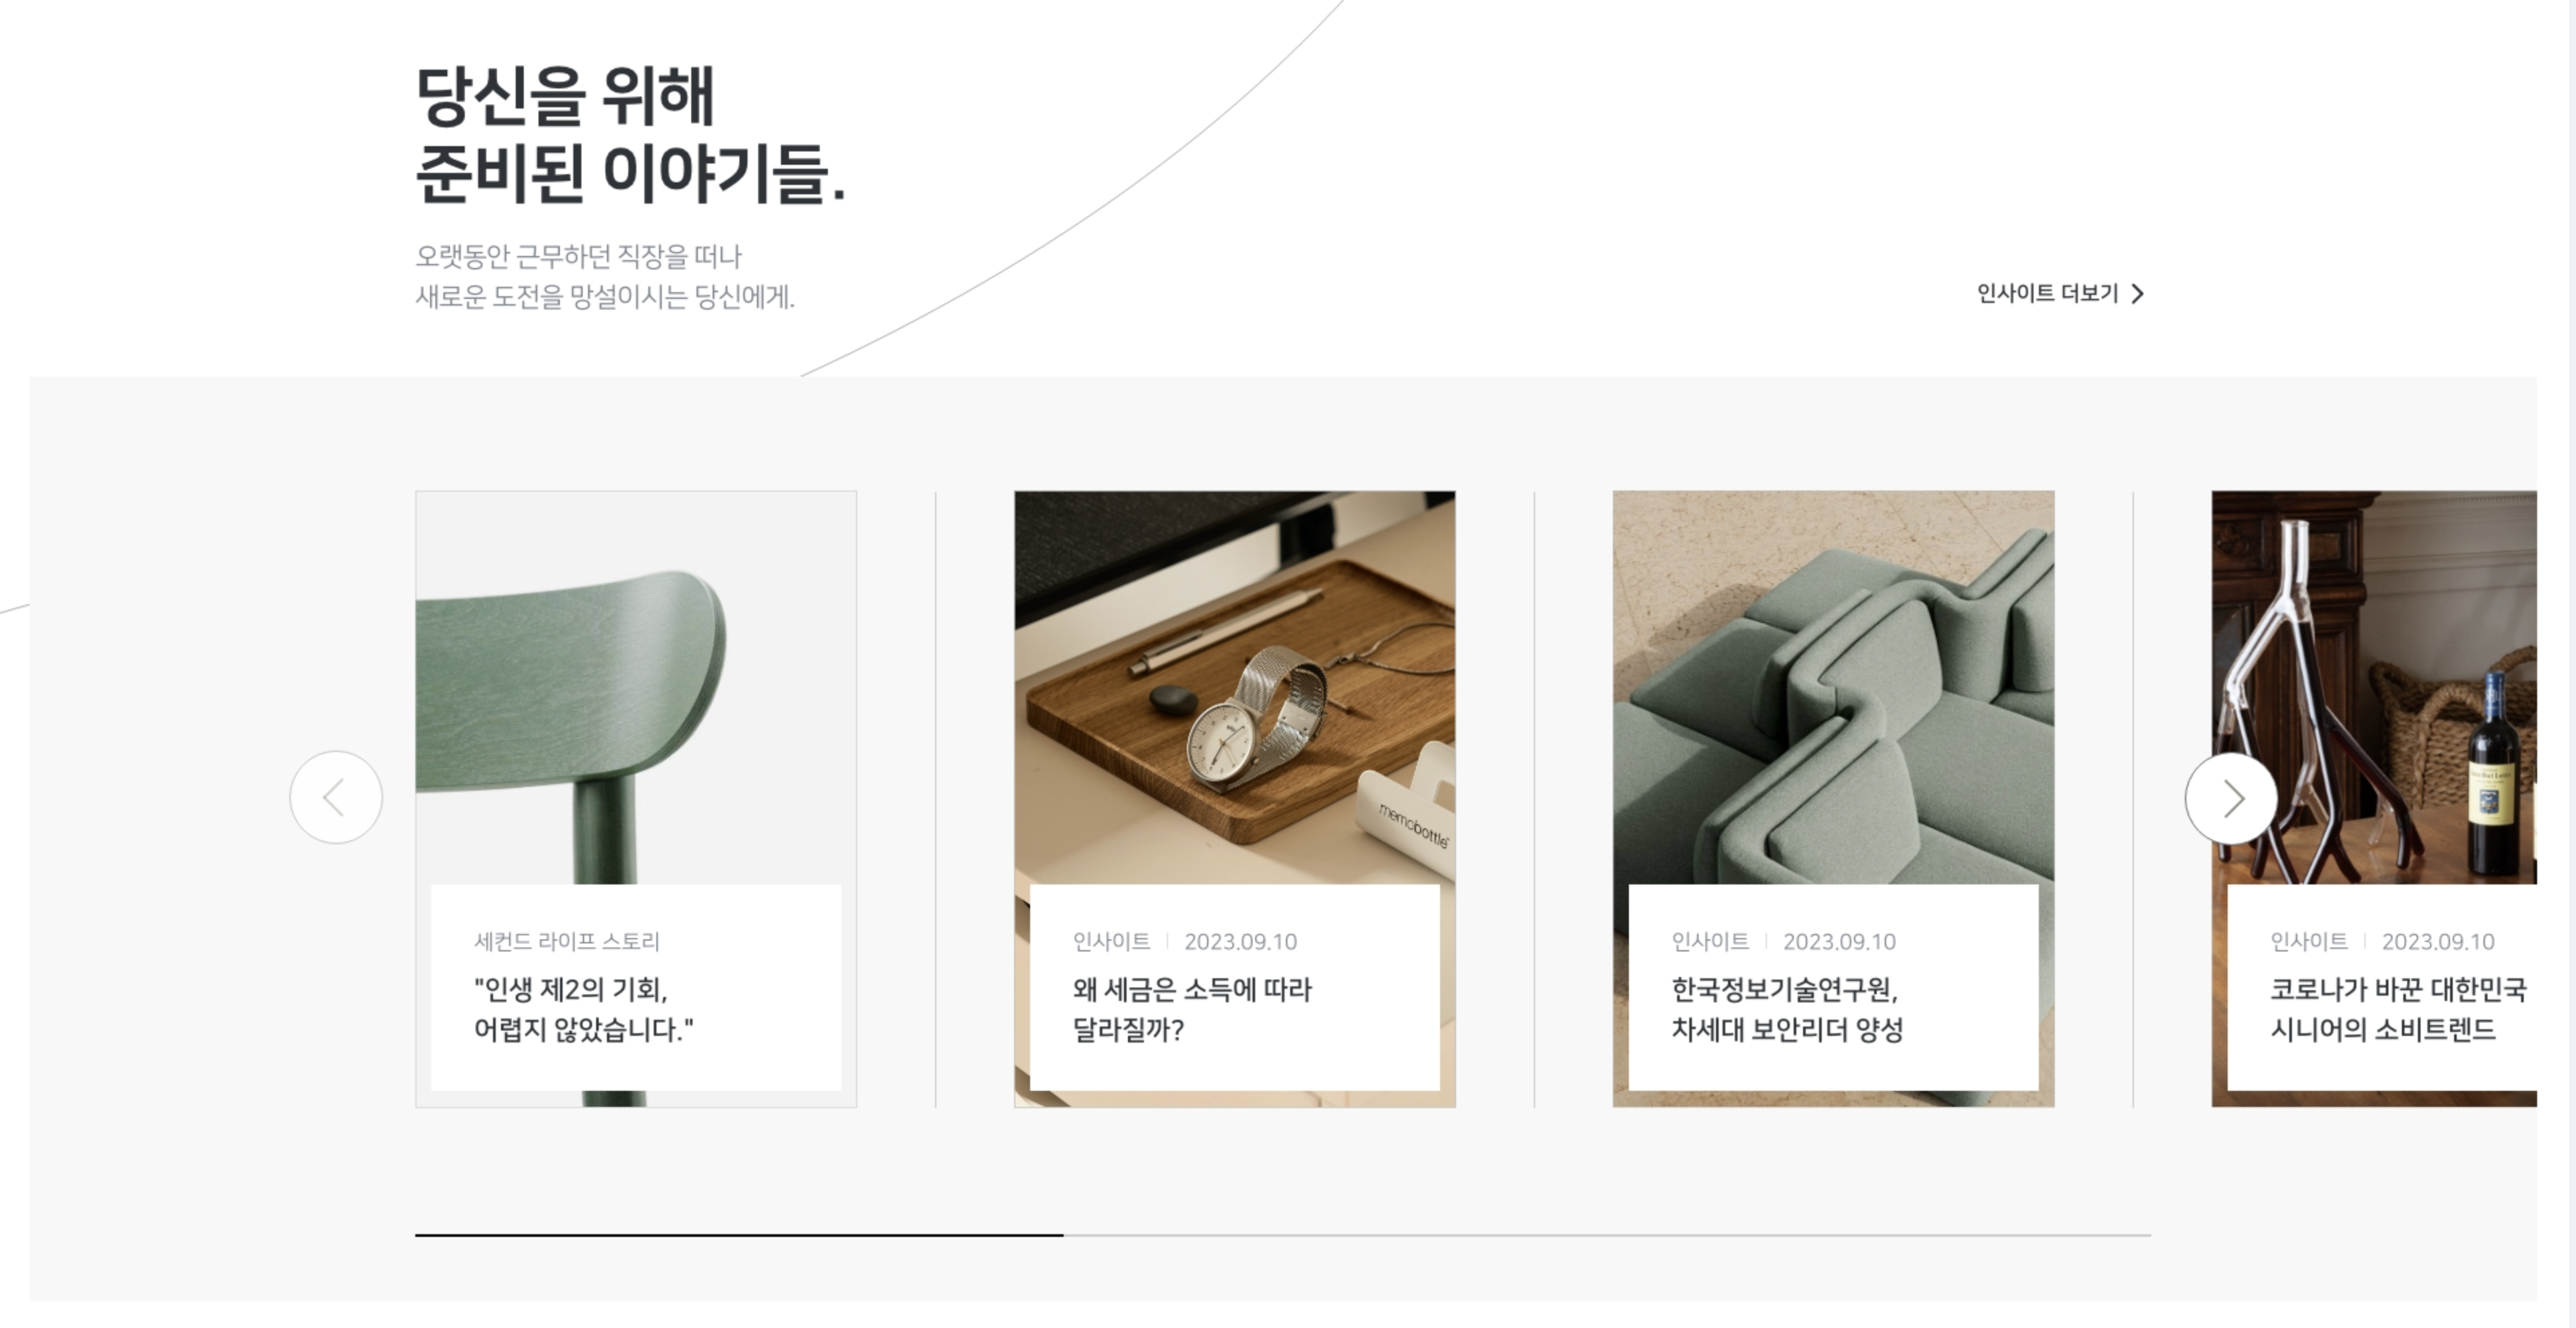 당신을 위해
준비된 이야기들.
오랫동안 근무하던 직장을 떠나
새로운 도전을 망설이시는 당신에게.
인사이트 더보기
memobottle
세컨드 라이프 스토리
"인생 제2의 기회,
어렵지 않았습니다."
인사이트 | 2023.09.10
왜 세금은 소득에 따라
달라질까?
인사이트 | 2023.09.10
한국정보기술연구원,
차세대 보안리더 양성
인사이트 | 2023.09.10
코로나가 바꾼 대한민국
시니어의 소비트렌드